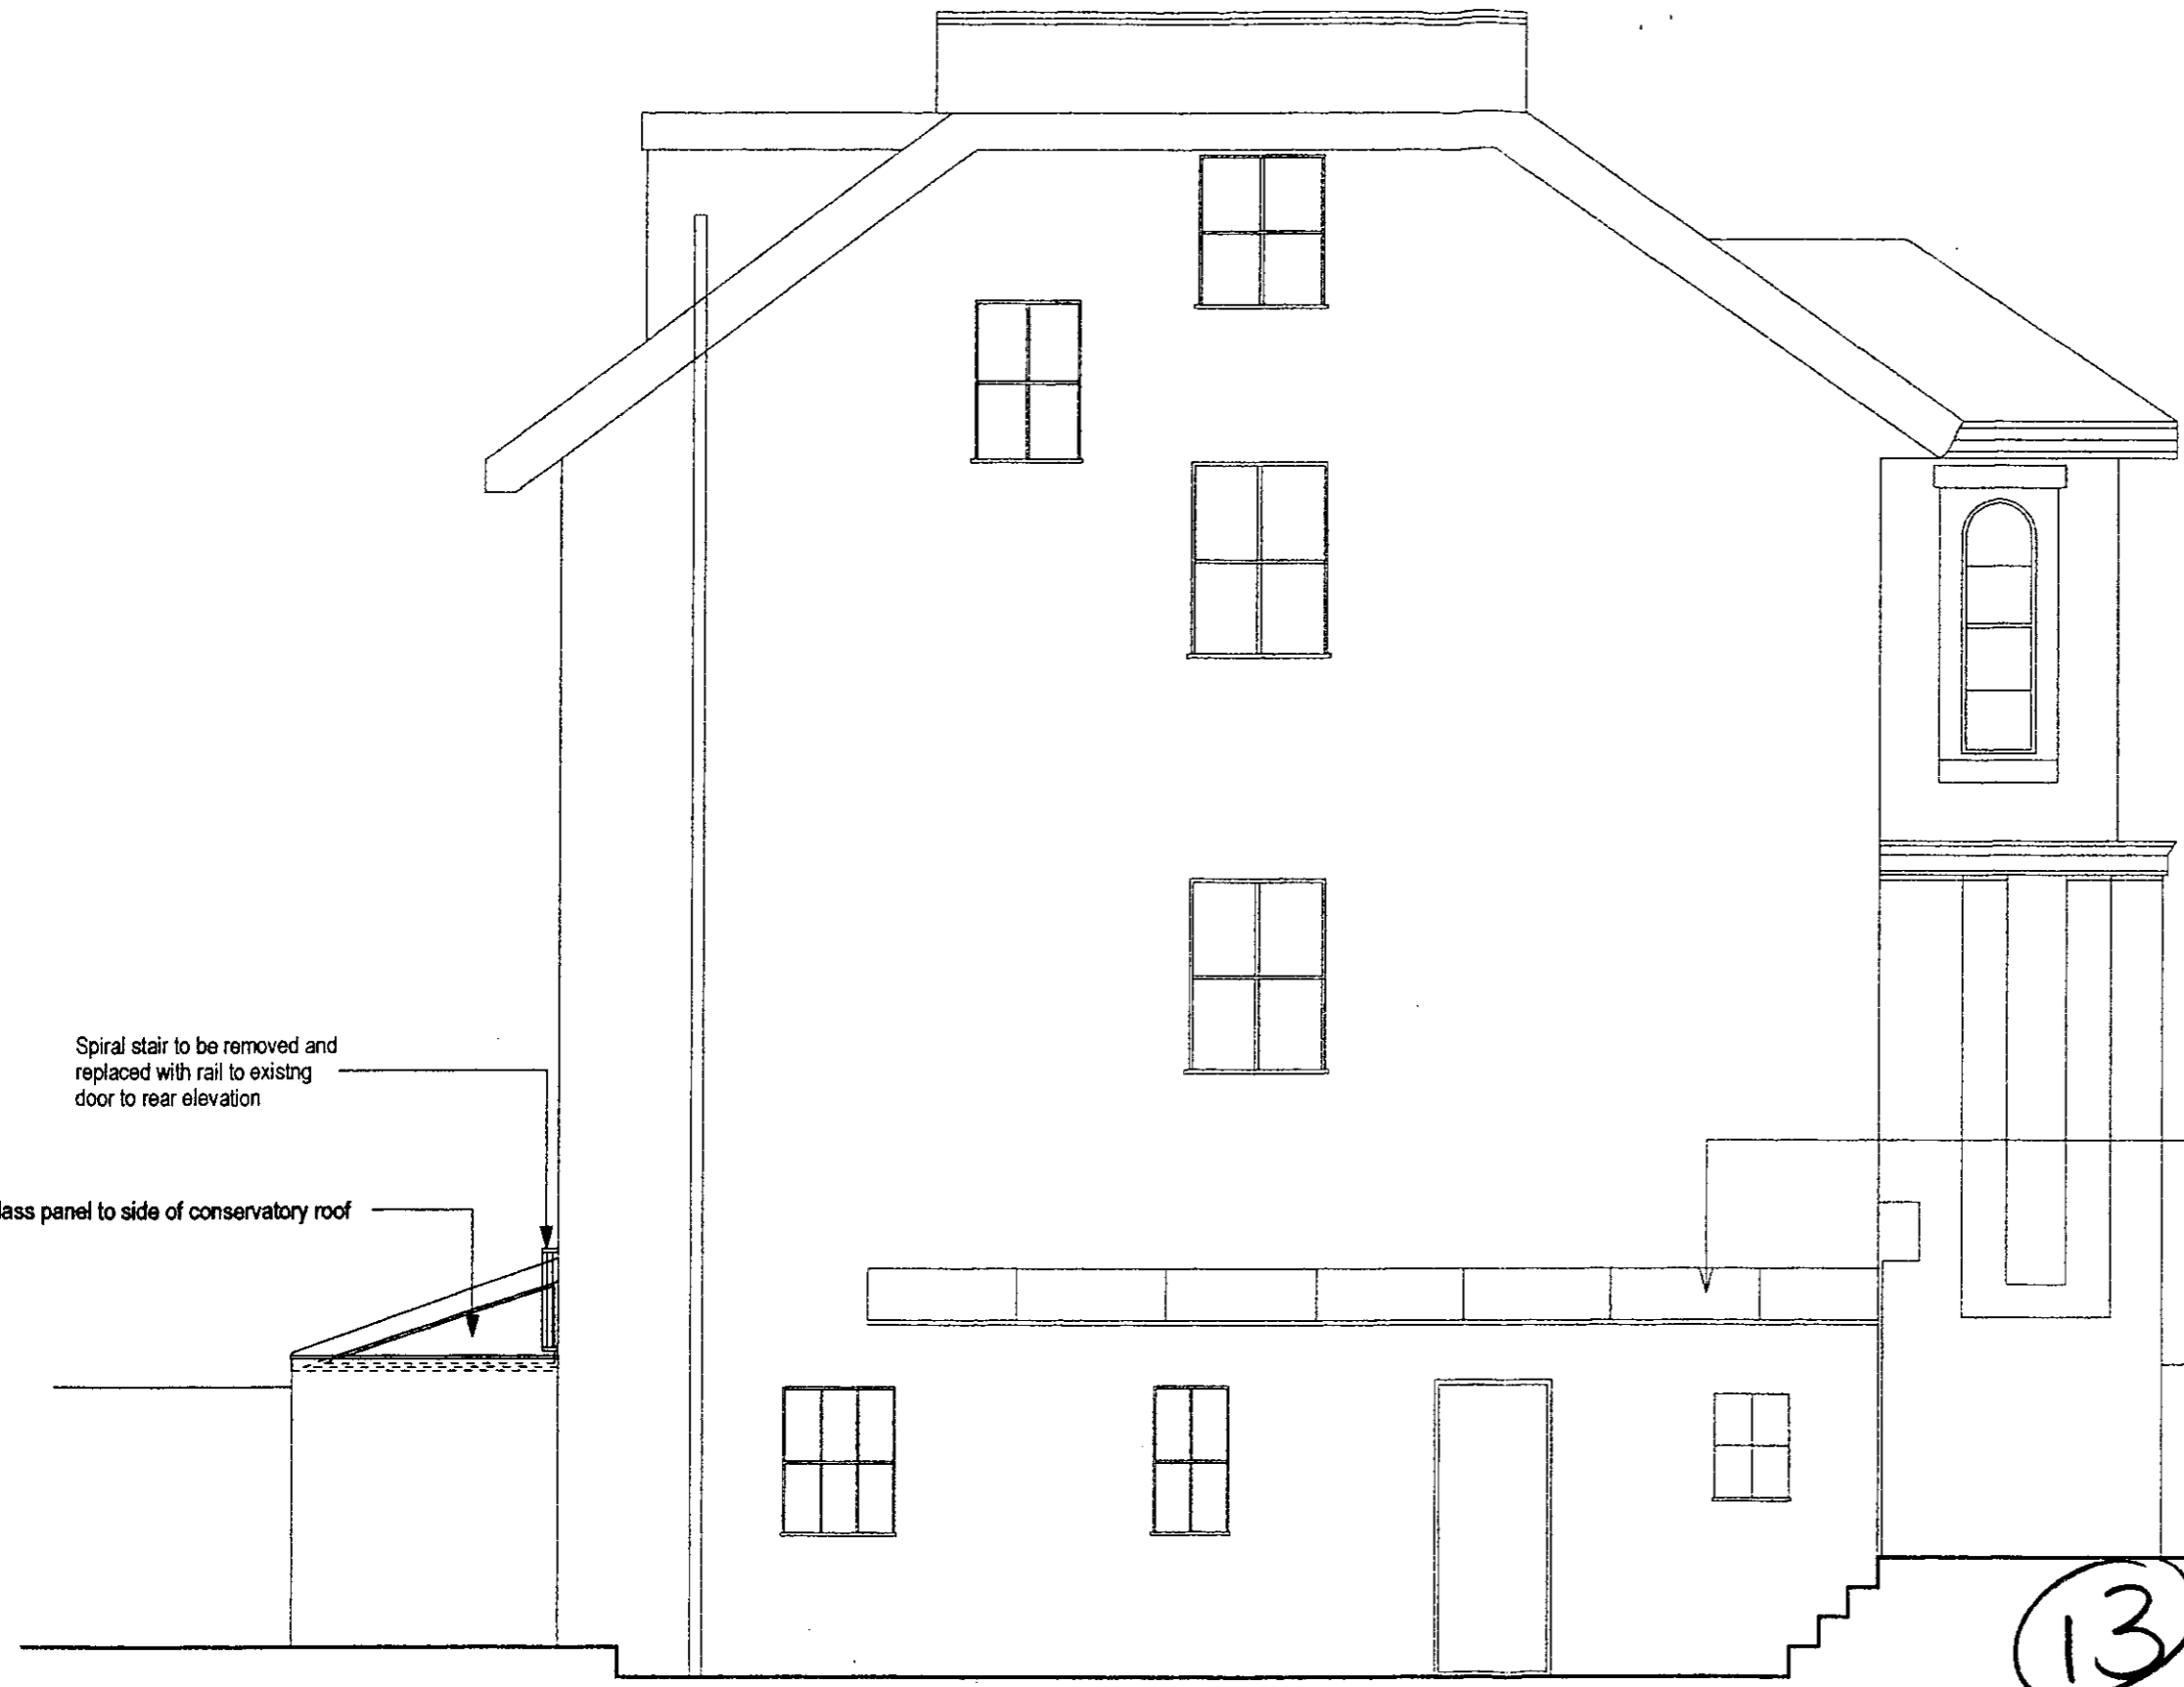 Spiral stair to be removed and
replaced with rail to existng
door to rear elevation
lass panel to side of conservatory roof
13